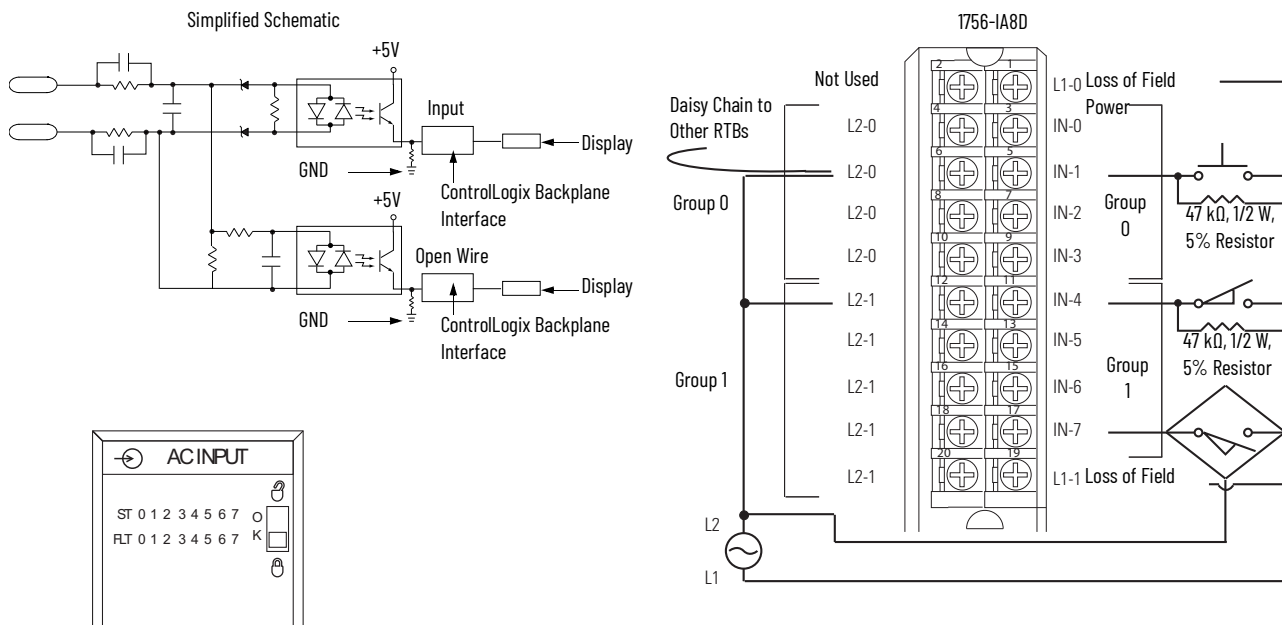 Simplified Schematic
+5V
Input
Display
GND
ControlLogix Backplane
Interface
+5V
Open Wire
Display
GND
ControlLogix Backplane
Interface
AC INPUT
ST 0 1 2 3 4 5 6 7
FLT 0 1 2 3 4 5 6 7
O
K
1756-IA8D
Not Used
Daisy Chain to
Other RTBs
Group 0
Group 1
L2-0
L2-0
L2-0
L2-0
L2-1
L2-1
L2-1
L2-1
L2-1
2 1
4 3
6 5
8 7
10 9
12 11
14 13
16 15
18 17
20 19
L1-0 Loss of Field
Power
IN-0
IN-1
IN-2
IN-3
IN-4
IN-5
IN-6
IN-7
L1-1 Loss of Field
Group
0
Group
1
47 kΩ, 1/2 W,
5% Resistor
47 kΩ, 1/2 W,
5% Resistor
L2
L1